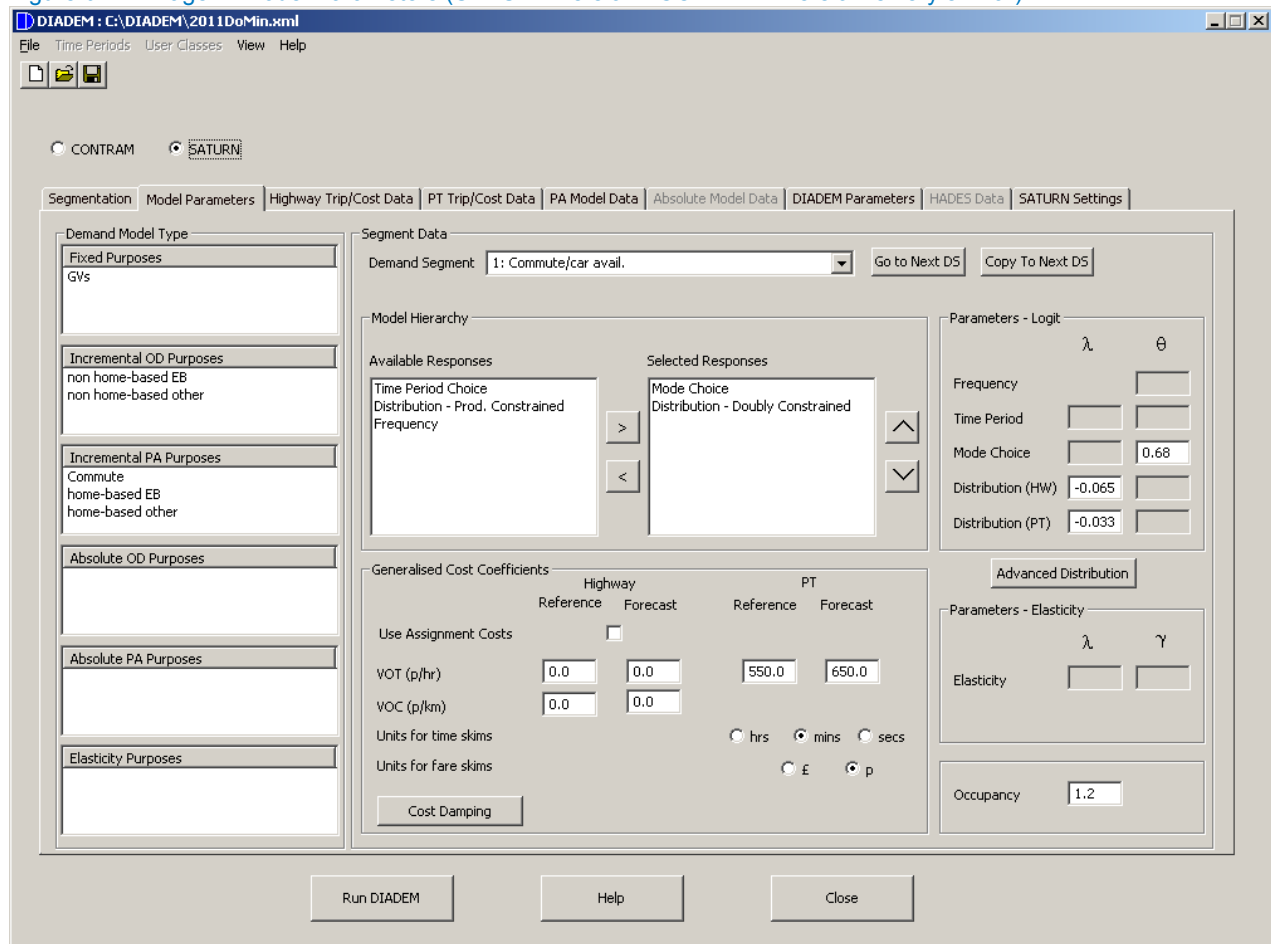 DIADEM : C:\DIADEM\2011DoMin.xml
File Time Periods User Classes View Help
CONTRAM SATURN
Segmentation Model Parameters Highway Trip/Cost Data PT Trip/Cost Data PA Model Data Absolute Model Data DIADEM Parameters HADES Data SATURN Settings
Demand Model Type
Fixed Purposes
GVs
Incremental OD Purposes
non home-based EB
non home-based other
Incremental PA Purposes
Commute
home-based EB
home-based other
Absolute OD Purposes
Absolute PA Purposes
Elasticity Purposes
Segment Data
Demand Segment 1: Commute/car avail. Go to Next DS Copy To Next DS
Model Hierarchy
Available Responses Selected Responses
Time Period Choice
Distribution - Prod. Constrained
Frequency
>
<
Mode Choice
Distribution - Doubly Constrained
Parameters - Logit
λ θ
Frequency
Time Period
Mode Choice 0.68
Distribution (HW) -0.065
Distribution (PT) -0.033
Advanced Distribution
Generalised Cost Coefficients
Highway PT
Reference Forecast Reference Forecast
Use Assignment Costs
VOT (p/hr) 0.0 0.0 550.0 650.0
VOC (p/km) 0.0 0.0
Units for time skims hrs mins secs
Units for fare skims £ p
Cost Damping
Parameters - Elasticity
λ γ
Elasticity
Occupancy 1.2
Run DIADEM Help Close